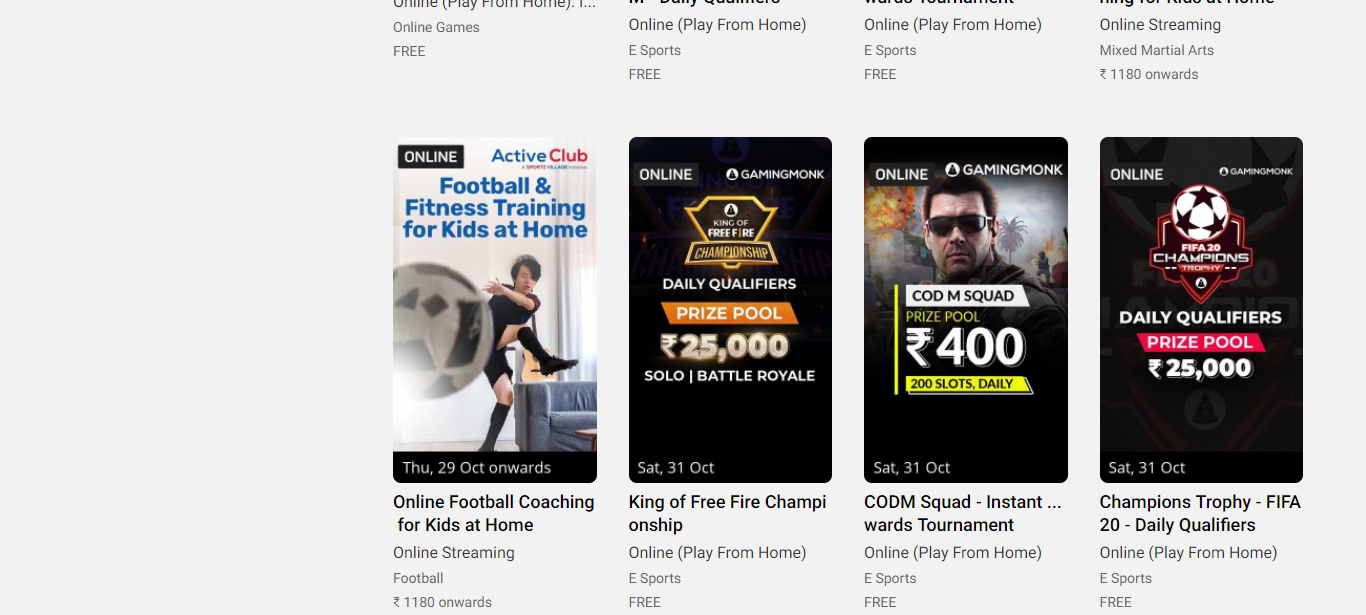 Online (Play From Home). I...
Online Games
FREE
Online (Play From Home)
E Sports
FREE
wards Tournament
Online (Play From Home)
E Sports
FREE
ning for Kids at Home
Online Streaming
Mixed Martial Arts
₹ 1180 onwards
ONLINE
Active Club
Football &
Fitness Training
for Kids at Home
Thu, 29 Oct onwards
Online Football Coaching
for Kids at Home
Online Streaming
Football
₹ 1180 onwards
ONLINE
GAMINGMONK
KING OF
FREE FIRE
CHAMPIONSHIP
DAILY QUALIFIERS
PRIZE POOL
₹25,000
SOLO | BATTLE ROYALE
Sat, 31 Oct
King of Free Fire Champi
onship
Online (Play From Home)
E Sports
FREE
ONLINE
GAMINGMONK
COD M SQUAD
PRIZE POOL
₹400
200 SLOTS, DAILY
Sat, 31 Oct
CODM Squad - Instant ...
wards Tournament
Online (Play From Home)
E Sports
FREE
ONLINE
GAMINGMONK
FIFA 20
CHAMPIONS
TROPHY
DAILY QUALIFIERS
PRIZE POOL
₹25,000
Sat, 31 Oct
Champions Trophy - FIFA
20 - Daily Qualifiers
Online (Play From Home)
E Sports
FREE